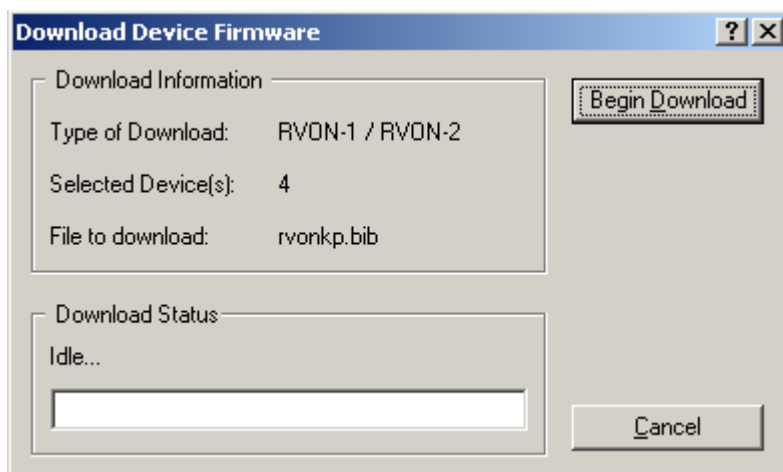 Download Device Firmware
Download Information
Type of Download: RVON-1 / RVON-2
Selected Device(s): 4
File to download: rvonkp.bib
Begin Download
Download Status
Idle...
Cancel